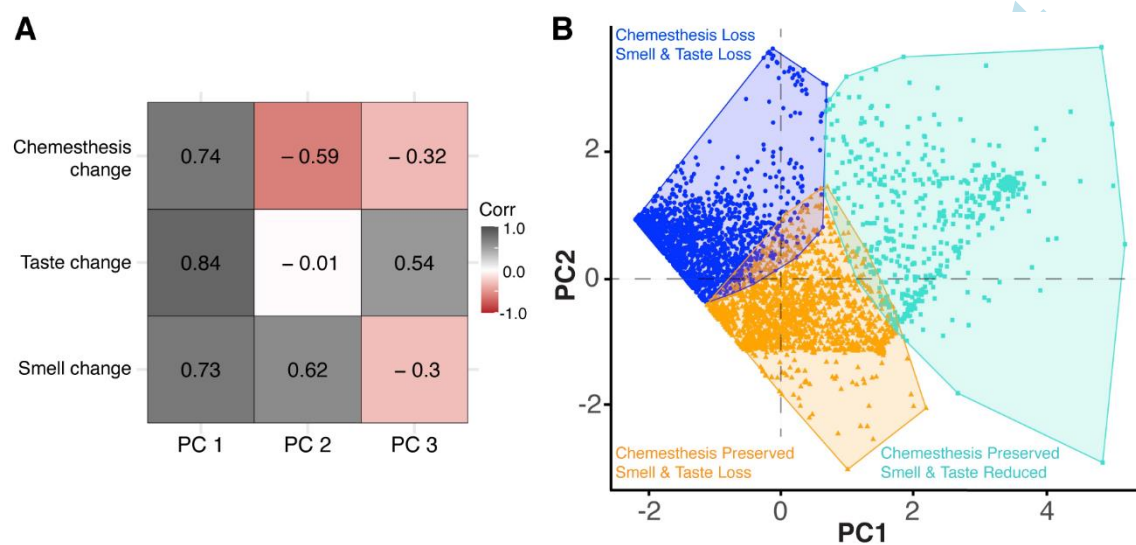 A
Chemesthesis
change
Taste change
Smell change
0.74
− 0.59
− 0.32
0.84
− 0.01
0.54
0.73
0.62
− 0.3
PC 1
PC 2
PC 3
Corr
1.0
0.0
-1.0
B
Chemesthesis Loss
Smell & Taste Loss
Chemesthesis Preserved
Smell & Taste Loss
Chemesthesis Preserved
Smell & Taste Reduced
PC2
2
0
-2
-2
0
2
4
PC1